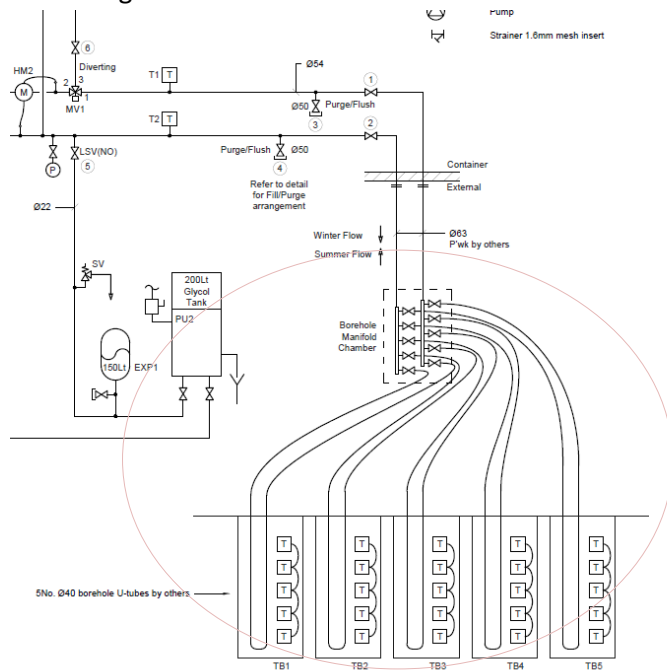 Pump
Strainer 1.6mm mesh insert
6
Diverting
HM2
M
2
3
1
MV1
T1
T
Ø54
1
Ø50
Purge/Flush
3
T2
T
2
Purge/Flush
Ø50
4
LSV(NO)
P
5
Refer to detail
for Fill/Purge
arrangement
Container
External
Ø22
Winter Flow
Summer Flow
Ø63
P'wk by others
SV
200Lt
Glycol
Tank
PU2
150Lt
EXP1
Borehole
Manifold
Chamber
T T T T T
T T T T T
T T T T T
5No. Ø40 borehole U-tubes by others
T T T T T
T T T T T
TB1 TB2 TB3 TB4 TB5